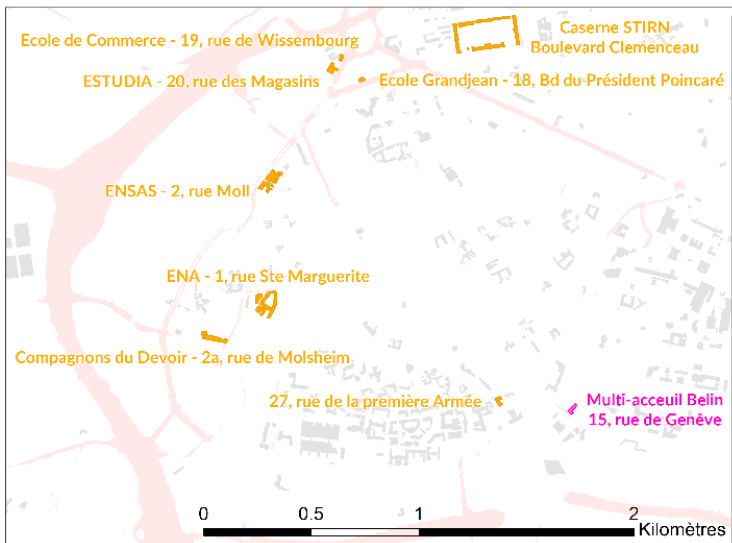 Caserne STIRN
Boulevard Clemenceau
Ecole de Commerce - 19, rue de Wissembourg
ESTUDIA - 20, rue des Magasins
Ecole Grandjean - 18, Bd du Président Poincaré
ENSAS - 2, rue Moll
ENA - 1, rue Ste Marguerite
Compagnons du Devoir - 2a, rue de Molsheim
27, rue de la première Armée
Multi-acceuil Belin
15, rue de Genêve
0 0.5 1 2
Kilomètres